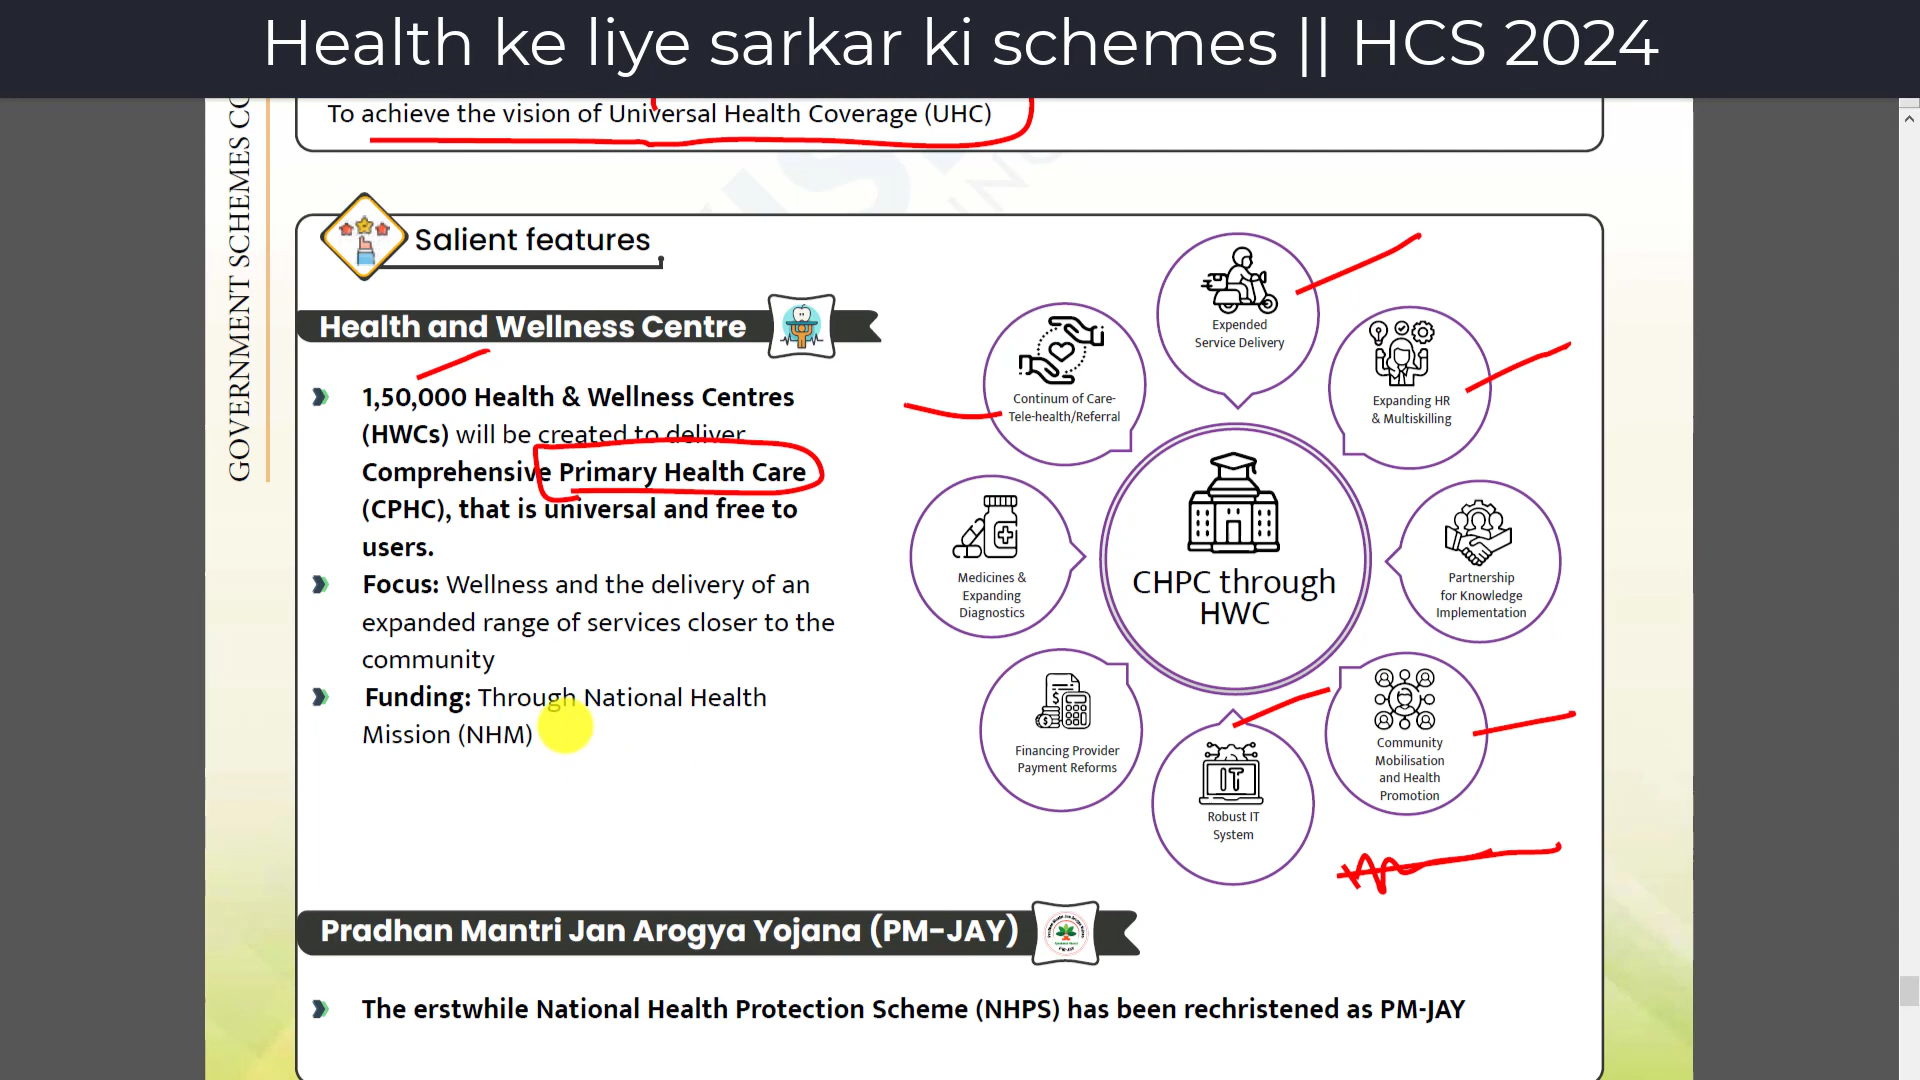 Health ke liye sarkar ki schemes || HCS 2024
GOVERNMENT SCHEMES CO
To achieve the vision of Universal Health Coverage (UHC)
Salient features
Health and Wellness Centre
1,50,000 Health & Wellness Centres
(HWCs) will be created to deliver
Comprehensive Primary Health Care
(CPHC), that is universal and free to
users.
Focus: Wellness and the delivery of an
expanded range of services closer to the
community
Funding: Through National Health
Mission (NHM)
Expended
Service Delivery
Expanding HR
& Multiskilling
Partnership
for Knowledge
Implementation
Community
Mobilisation
and Health
Promotion
IT
Robust IT
System
Financing Provider
Payment Reforms
Medicines &
Expanding
Diagnostics
Continum of Care-
Tele-health/Referral
CHPC through
HWC
Pradhan Mantri Jan Arogya Yojana (PM-JAY)
The erstwhile National Health Protection Scheme (NHPS) has been rechristened as PM-JAY